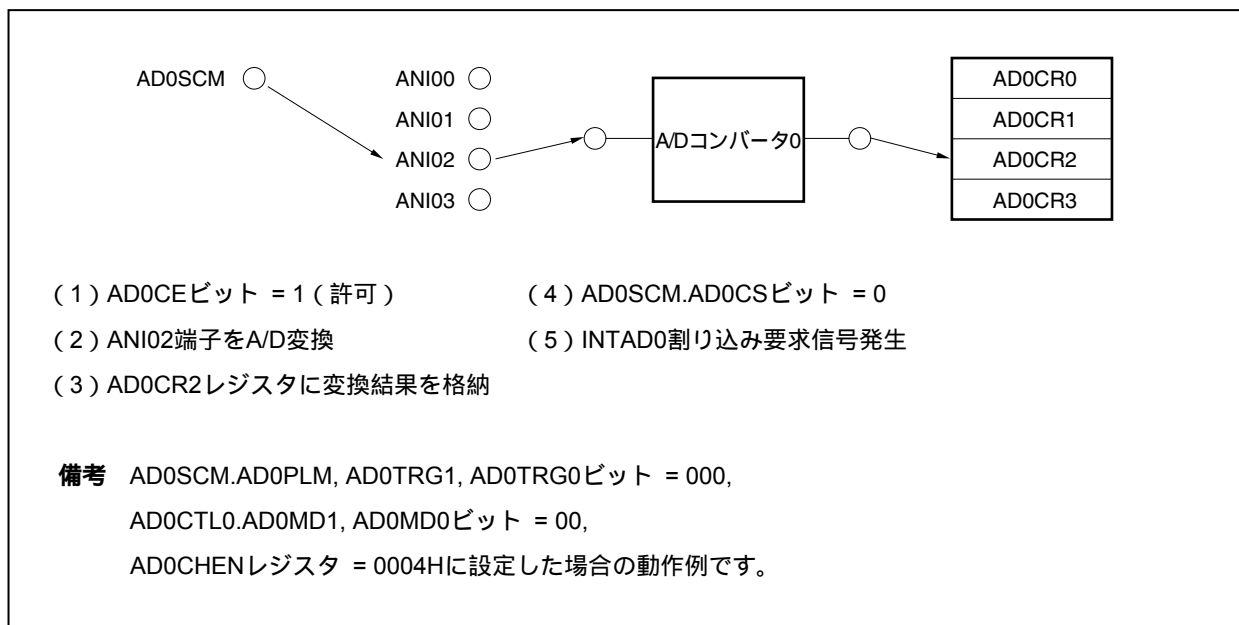 AD0SCM
ANI00
ANI01
ANI02
ANI03
A/Dコンバータ0
AD0CR0
AD0CR1
AD0CR2
AD0CR3
(1)AD0CEビット = 1(許可)
(2)ANI02端子をA/D変換
(3)AD0CR2レジスタに変換結果を格納
(4)AD0SCM.AD0CSビット = 0
(5)INTAD0割り込み要求信号発生
備考 AD0SCM.AD0PLM, AD0TRG1, AD0TRG0ビット = 000,
AD0CTL0.AD0MD1, AD0MD0ビット = 00,
AD0CHENレジスタ = 0004Hに設定した場合の動作例です。